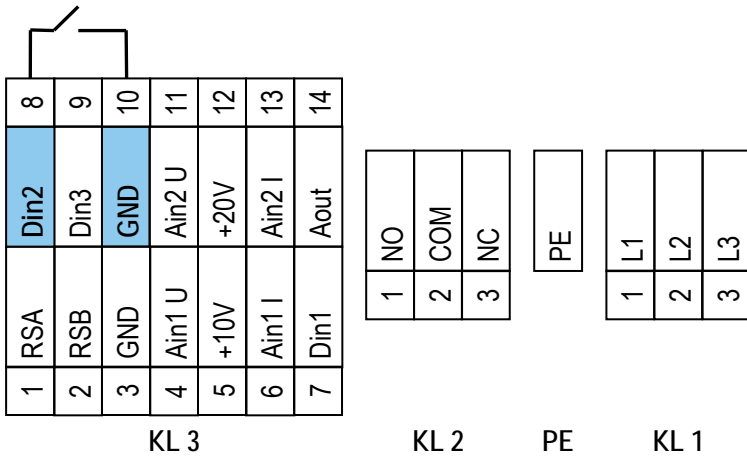 8 9 10 11 12 13 14
Din2 Din3 GND Ain2 U +20V Ain2 I Aout
RSA RSB GND Ain1 U +10V Ain1 I Din1
1 2 3 4 5 6 7
KL 3
NO COM NC
1 2 3
KL 2
PE
PE
L1 L2 L3
1 2 3
KL 1